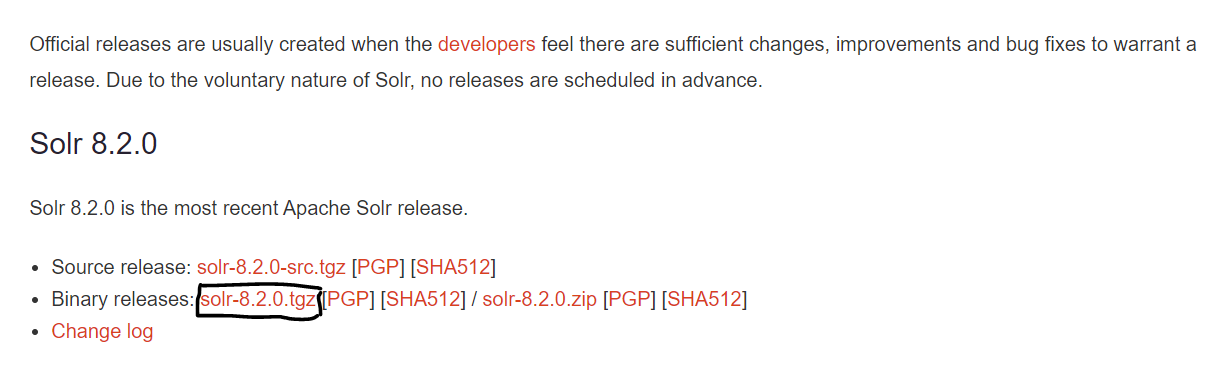 Official releases are usually created when the developers feel there are sufficient changes, improvements and bug fixes to warrant a
release. Due to the voluntary nature of Solr, no releases are scheduled in advance.
Solr 8.2.0
Solr 8.2.0 is the most recent Apache Solr release.
• Source release: solr-8.2.0-src.tgz [PGP] [SHA512]
• Binary releases: solr-8.2.0.tgz [PGP] [SHA512] / solr-8.2.0.zip [PGP] [SHA512]
• Change log